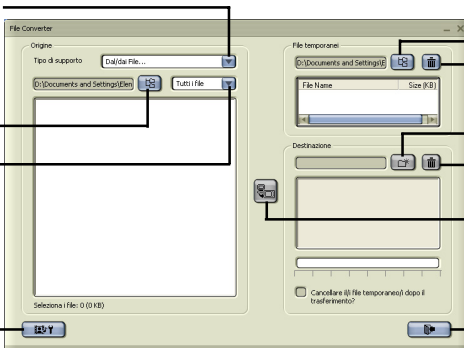 File Converter
Origine
Tipo di supporto
Dal/dai File...
D:\Documents and Settings\Elen
Tutti i file
Seleziona i file: 0 (0 KB)
File temporanei
D:\Documents and Settings\E
File Name
Size (KB)
Destinazione
Cancellare il/i file temporaneo/i dopo il
trasferimento?